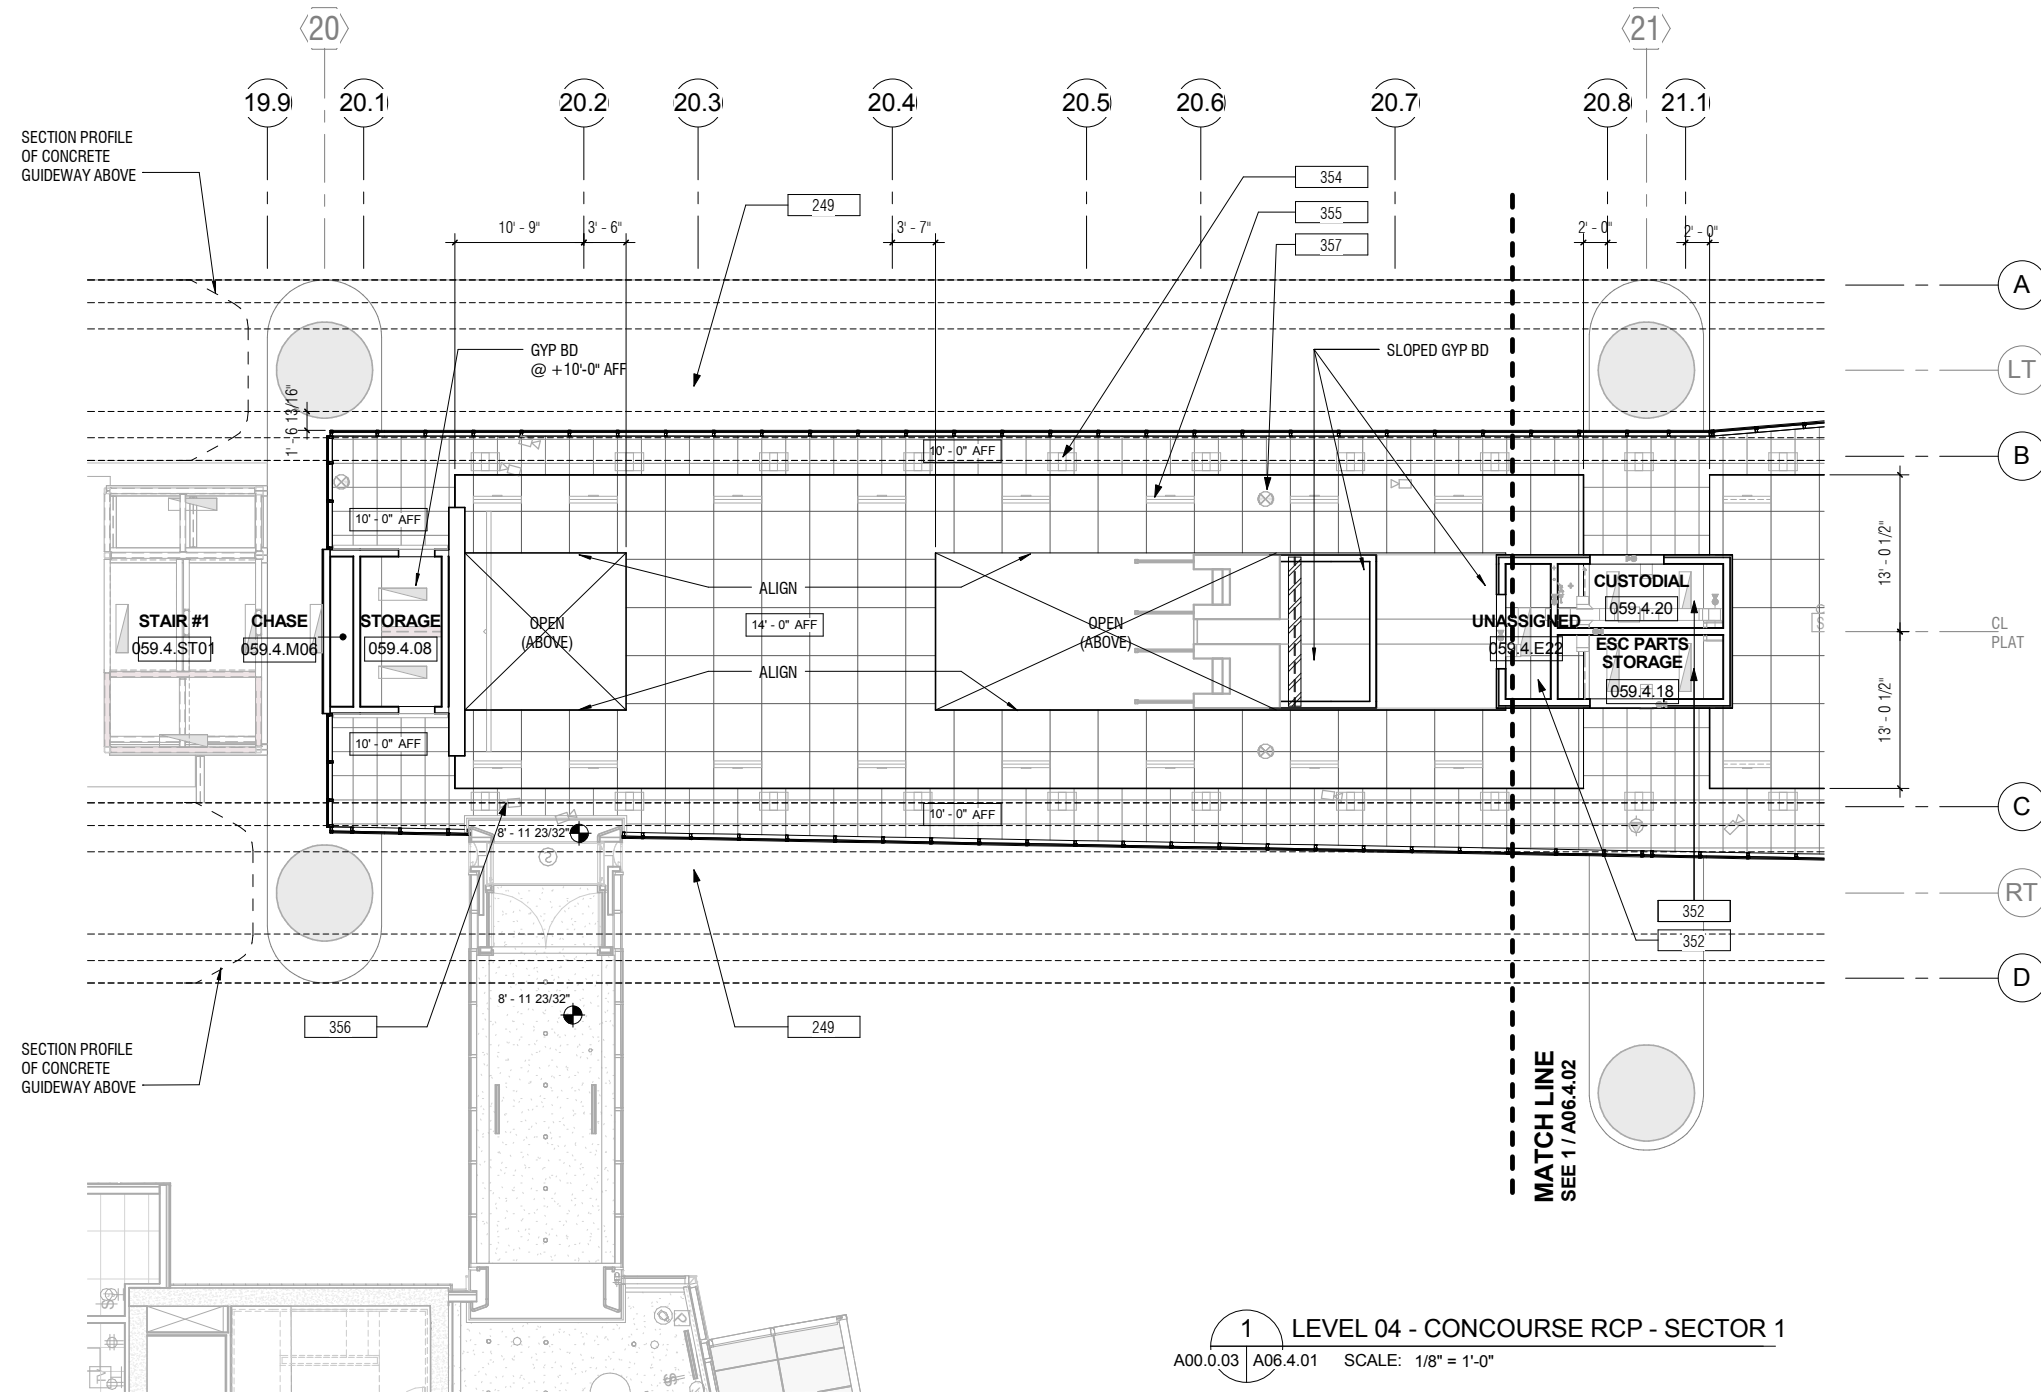 20
21
19.9
20.1
20.2
20.3
20.4
20.5
20.6
20.7
20.8
21.1
SECTION PROFILE
OF CONCRETE
GUIDEWAY ABOVE
354
249
355
357
10' - 9"
3' - 6"
3' - 7"
2' - 0"
2' - 0"
A
GYP BD
@ +10'-0" AFF
SLOPED GYP BD
LT
1' - 6 13/16"
10' - 0" AFF
B
10' - 0" AFF
13' - 0 1/2"
ALIGN
CUSTODIAL
059.4.20
STAIR #1
059.4.ST01
CHASE
059.4.M06
STORAGE
059.4.08
OPEN
(ABOVE)
14' - 0" AFF
OPEN
(ABOVE)
UNASSIGNED
059.4.E22
ESC PARTS
STORAGE
059.4.18
CL
PLAT
ALIGN
13' - 0 1/2"
10' - 0" AFF
10' - 0" AFF
C
8' - 11 23/32"
RT
352
352
D
8' - 11 23/32"
356
249
SECTION PROFILE
OF CONCRETE
GUIDEWAY ABOVE
MATCH LINE
SEE 1 / A06.4.02
1
LEVEL 04 - CONCOURSE RCP - SECTOR 1
A00.0.03
A06.4.01
SCALE: 1/8" = 1'-0"